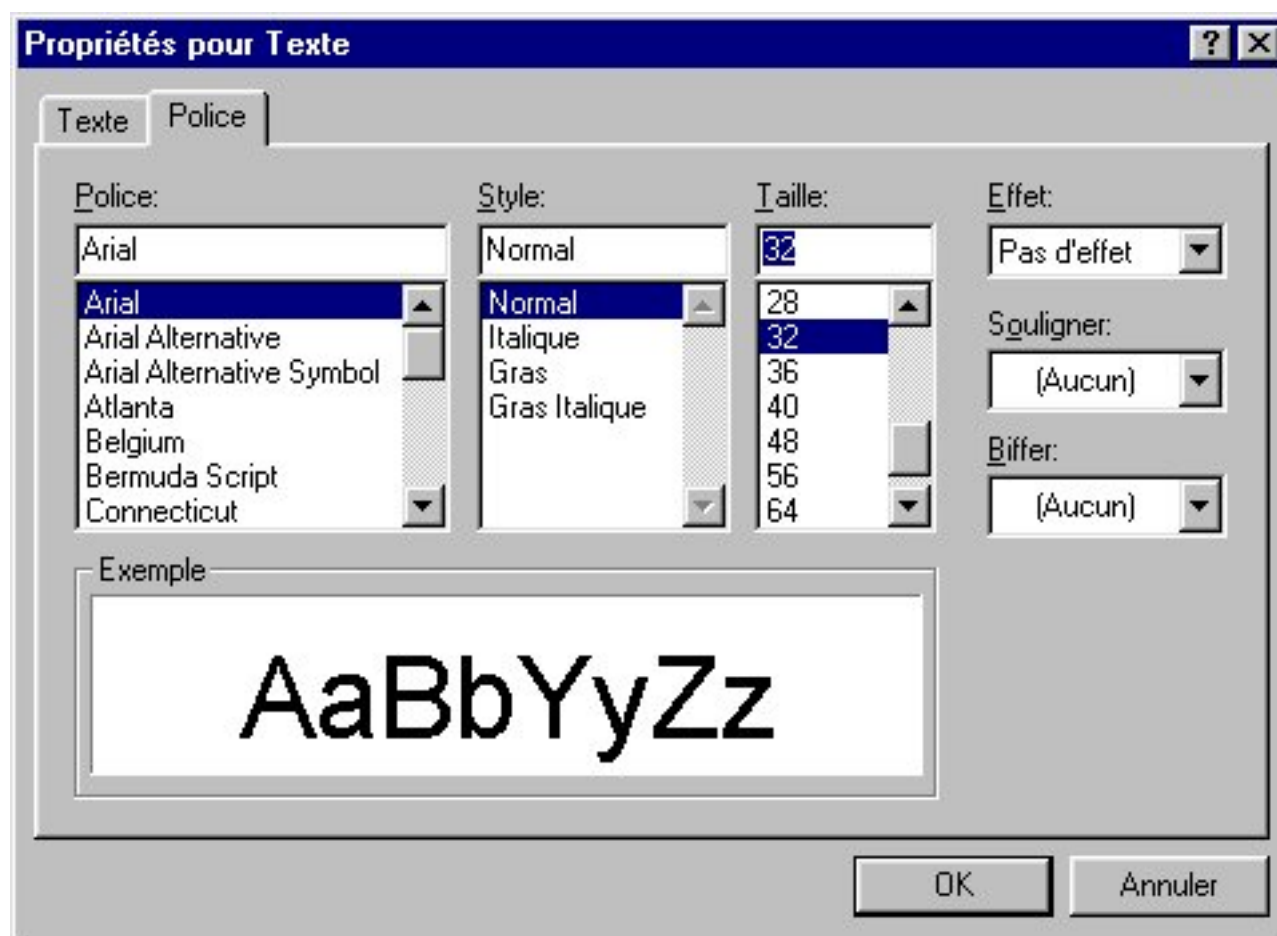 Propriétés pour Texte
Texte Police
Police: Style: Taille: Effet:
Arial Normal 32 Pas d'effet
Arial Normal 28
Arial Alternative Italique 32 Souligner:
Arial Alternative Symbol Gras 36 (Aucun)
Atlanta Gras Italique 40
Belgium 48 Biffer:
Bermuda Script 56 (Aucun)
Connecticut 64
Exemple
AaBbYyZz
OK Annuler